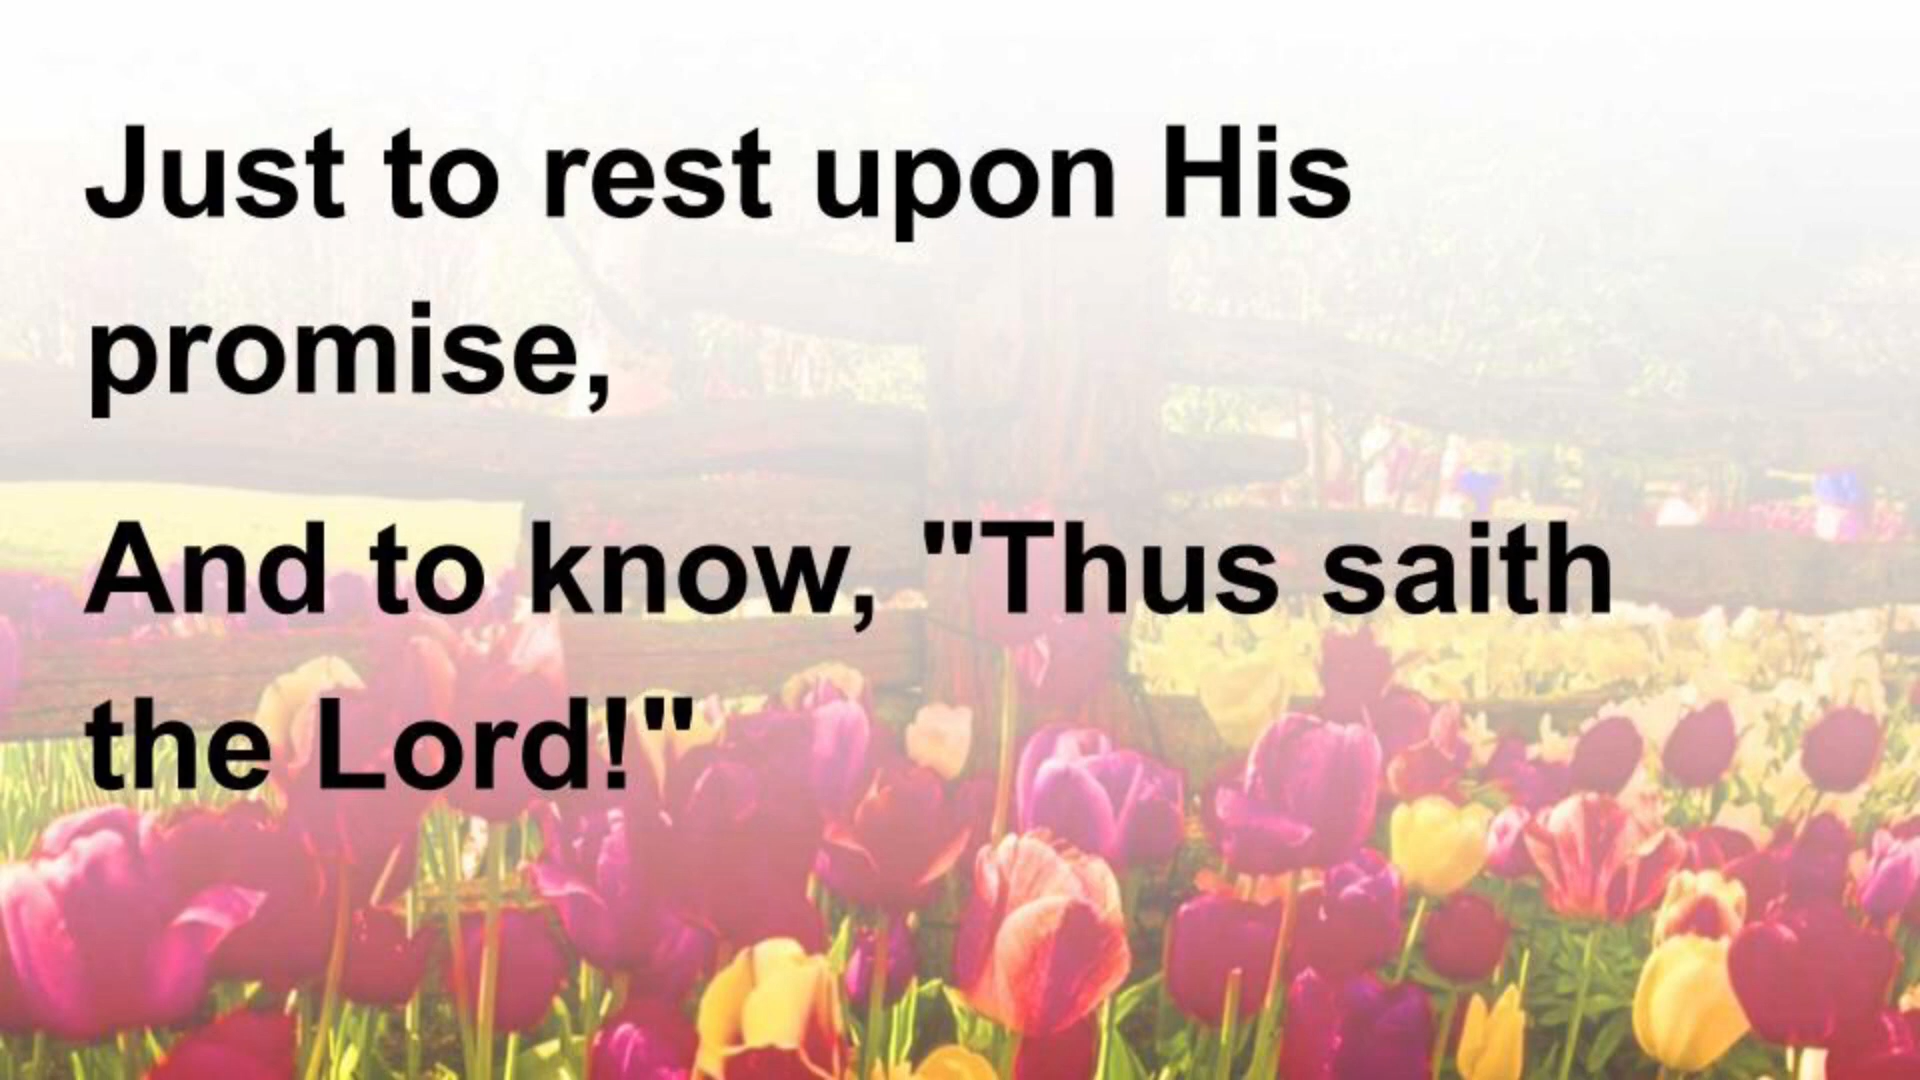 Just to rest upon His
promise,
And to know, "Thus saith
the Lord!"